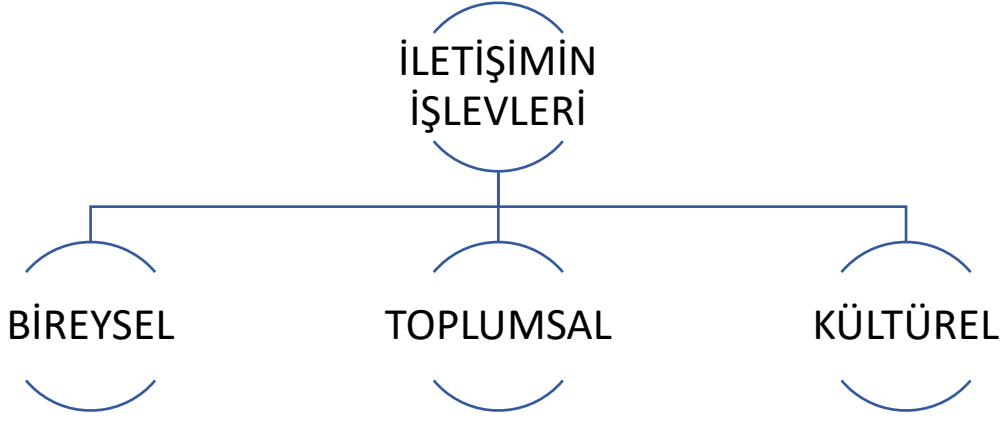 İLETİŞİMİN
İŞLEVLERİ
BİREYSEL
TOPLUMSAL
KÜLTÜREL